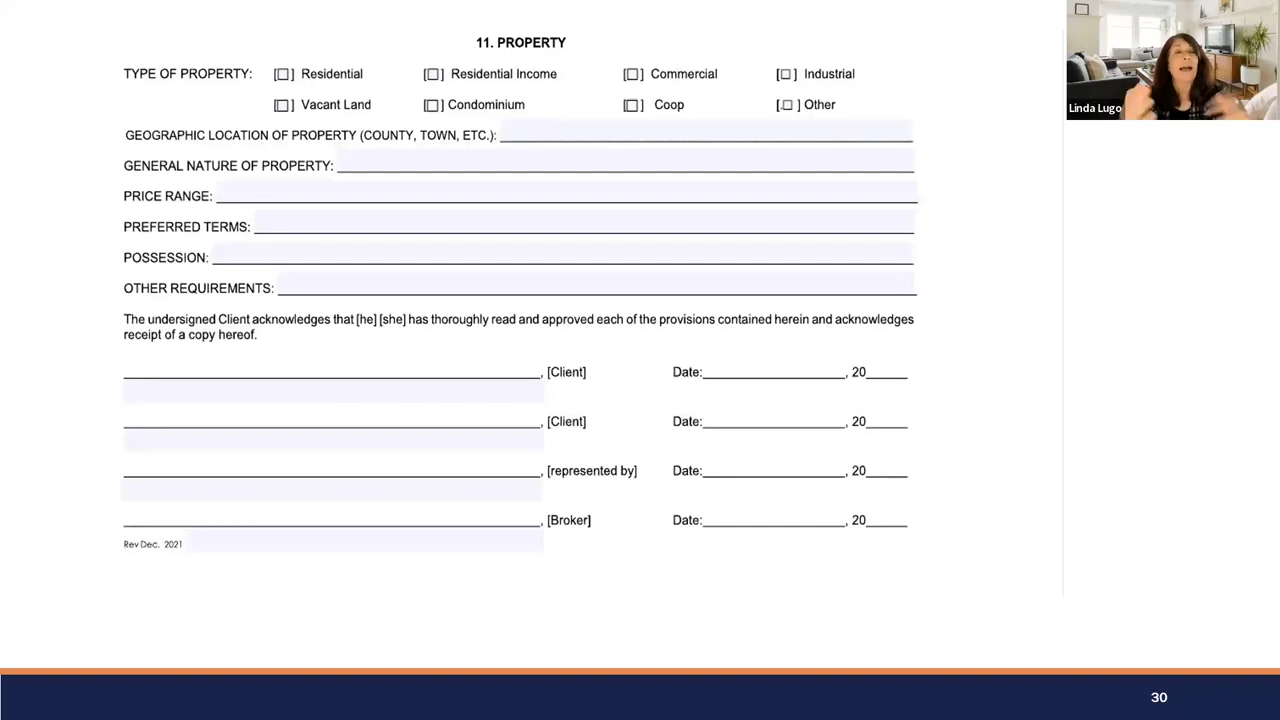 11. PROPERTY
TYPE OF PROPERTY: [ ] Residential [ ] Residential Income [ ] Commercial [ ] Industrial
[ ] Vacant Land [ ] Condominium [ ] Coop [ ] Other
GEOGRAPHIC LOCATION OF PROPERTY (COUNTY, TOWN, ETC.):
GENERAL NATURE OF PROPERTY:
PRICE RANGE:
PREFERRED TERMS:
POSSESSION:
OTHER REQUIREMENTS:
The undersigned Client acknowledges that [he] [she] has thoroughly read and approved each of the provisions contained herein and acknowledges
receipt of a copy hereof.
, [Client] Date: , 20
, [Client] Date: , 20
, [represented by] Date: , 20
, [Broker] Date: , 20
Rev Dec. 2021
Linda Lugo
30